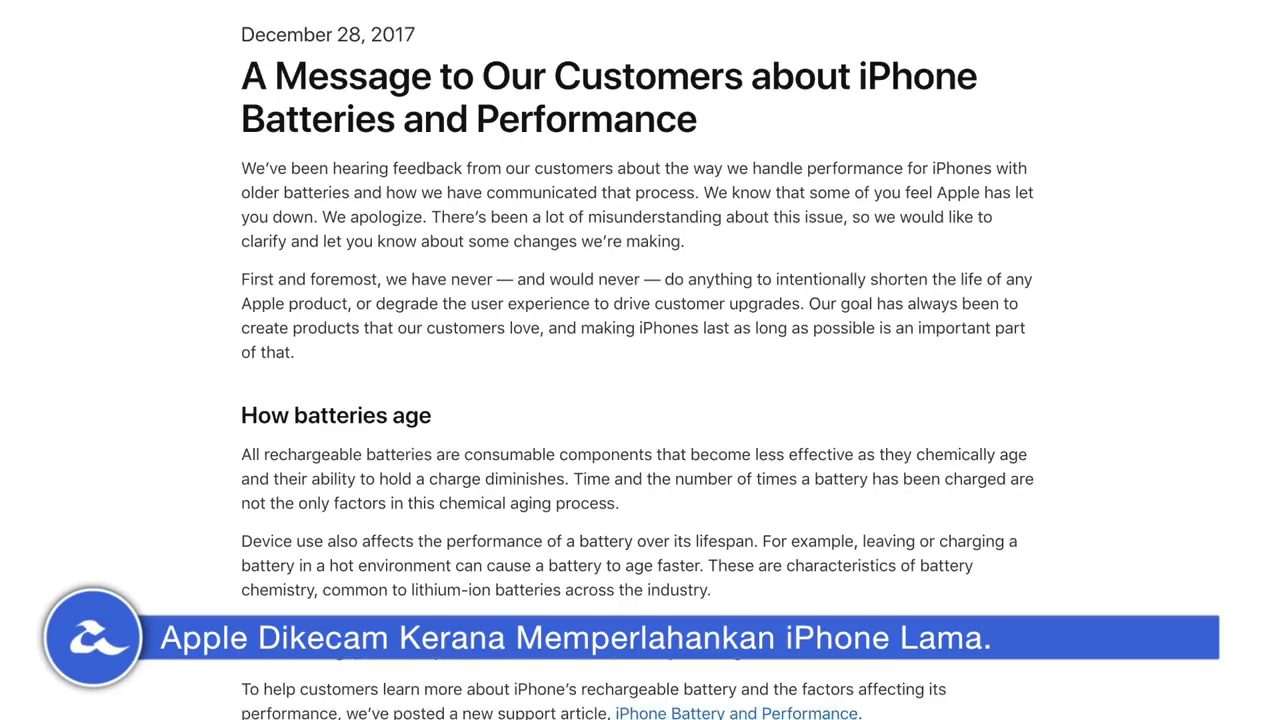 December 28, 2017
A Message to Our Customers about iPhone
Batteries and Performance
We’ve been hearing feedback from our customers about the way we handle performance for iPhones with
older batteries and how we have communicated that process. We know that some of you feel Apple has let
you down. We apologize. There’s been a lot of misunderstanding about this issue, so we would like to
clarify and let you know about some changes we’re making.
First and foremost, we have never — and would never — do anything to intentionally shorten the life of any
Apple product, or degrade the user experience to drive customer upgrades. Our goal has always been to
create products that our customers love, and making iPhones last as long as possible is an important part
of that.
How batteries age
All rechargeable batteries are consumable components that become less effective as they chemically age
and their ability to hold a charge diminishes. Time and the number of times a battery has been charged are
not the only factors in this chemical aging process.
Device use also affects the performance of a battery over its lifespan. For example, leaving or charging a
battery in a hot environment can cause a battery to age faster. These are characteristics of battery
chemistry, common to lithium-ion batteries across the industry.
Apple Dikecam Kerana Memperlahankan iPhone Lama.
To help customers learn more about iPhone’s rechargeable battery and the factors affecting its
performance, we’ve posted a new support article, iPhone Battery and Performance.